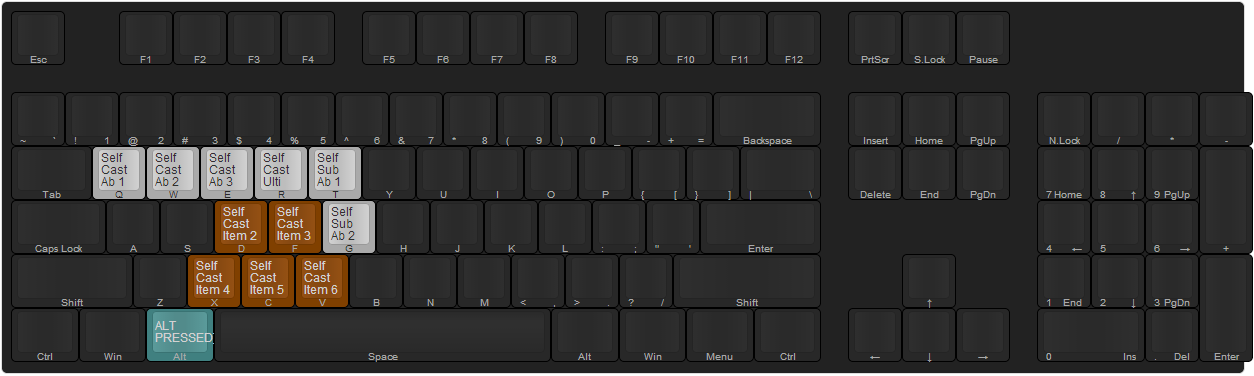 Esc F1 F2 F3 F4 F5 F6 F7 F8 F9 F10 F11 F12 PrtScr S.Lock Pause
~ ` ! 1 @ 2 # 3 $ 4 % 5 ^ 6 & 7 * 8 ( 9 ) 0 _ - + = Backspace Insert Home PgUp N.Lock / * -
Self Self Self Self Self
Cast Cast Cast Cast Sub
Ab 1 Ab 2 Ab 3 Ulti Ab 1
Tab Q W E R T Y U I O P { [ } ] | \ Delete End PgDn 7 Home 8 ↑ 9 PgUp
Self Self Self
Cast Cast Sub
Item 2 Item 3 Ab 2
Caps Lock A S D F G H J K L : ; " ' Enter 4 ← 5 6 → +
Self Self Self
Cast Cast Cast
Item 4 Item 5 Item 6
Shift Z X C V B N M < , > . ? / Shift ↑ 1 End 2 ↓ 3 PgDn
ALT
PRESSED]
Ctrl Win Alt Space Alt Win Menu Ctrl ← ↓ → 0 Ins . Del Enter